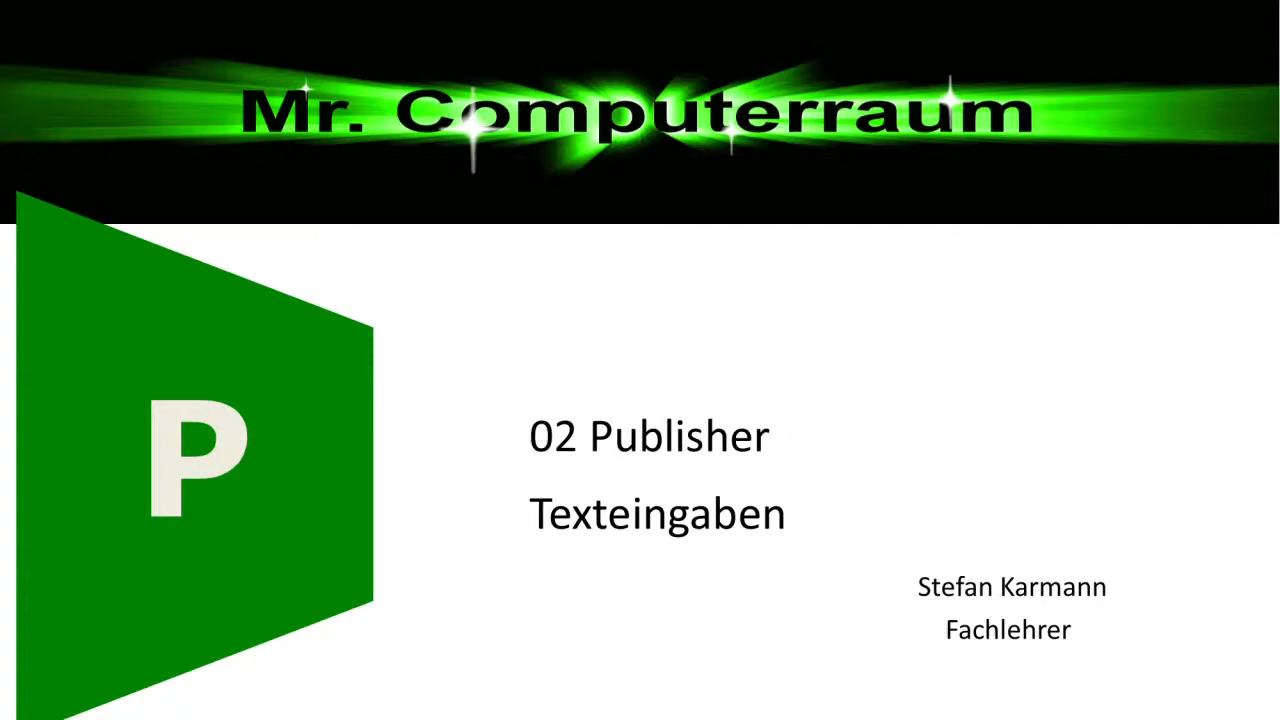 Mr. Computerraum
P
02 Publisher
Texteingaben
Stefan Karmann
Fachlehrer